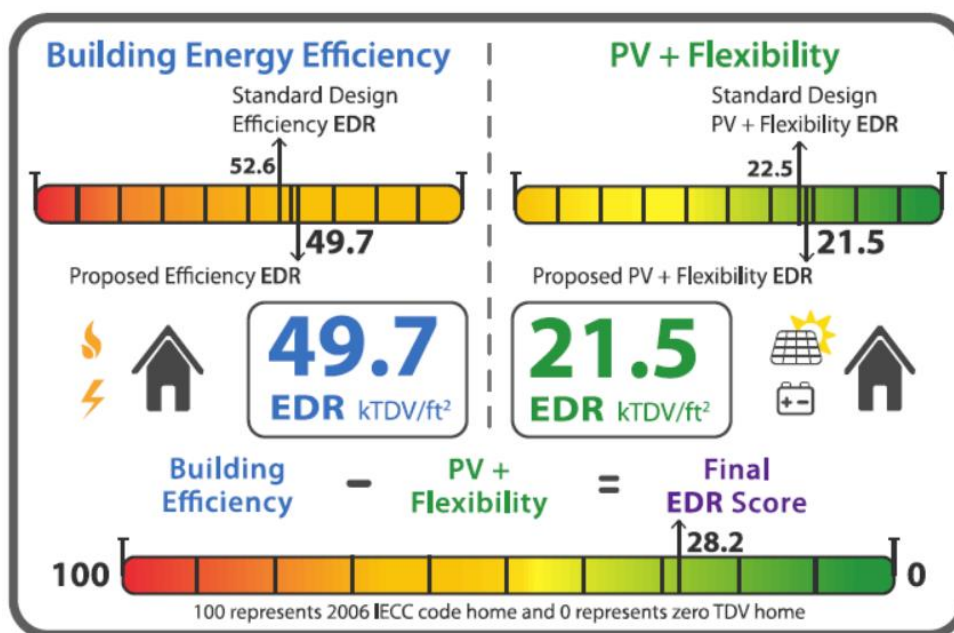 Building Energy Efficiency
Standard Design
Efficiency EDR
52.6
49.7
Proposed Efficiency EDR
49.7
EDR kTDV/ft²
PV + Flexibility
Standard Design
PV + Flexibility EDR
22.5
21.5
Proposed PV + Flexibility EDR
21.5
EDR kTDV/ft²
+ -
Building
Efficiency
-
PV +
Flexibility
=
Final
EDR Score
28.2
100
0
100 represents 2006 IECC code home and 0 represents zero TDV home